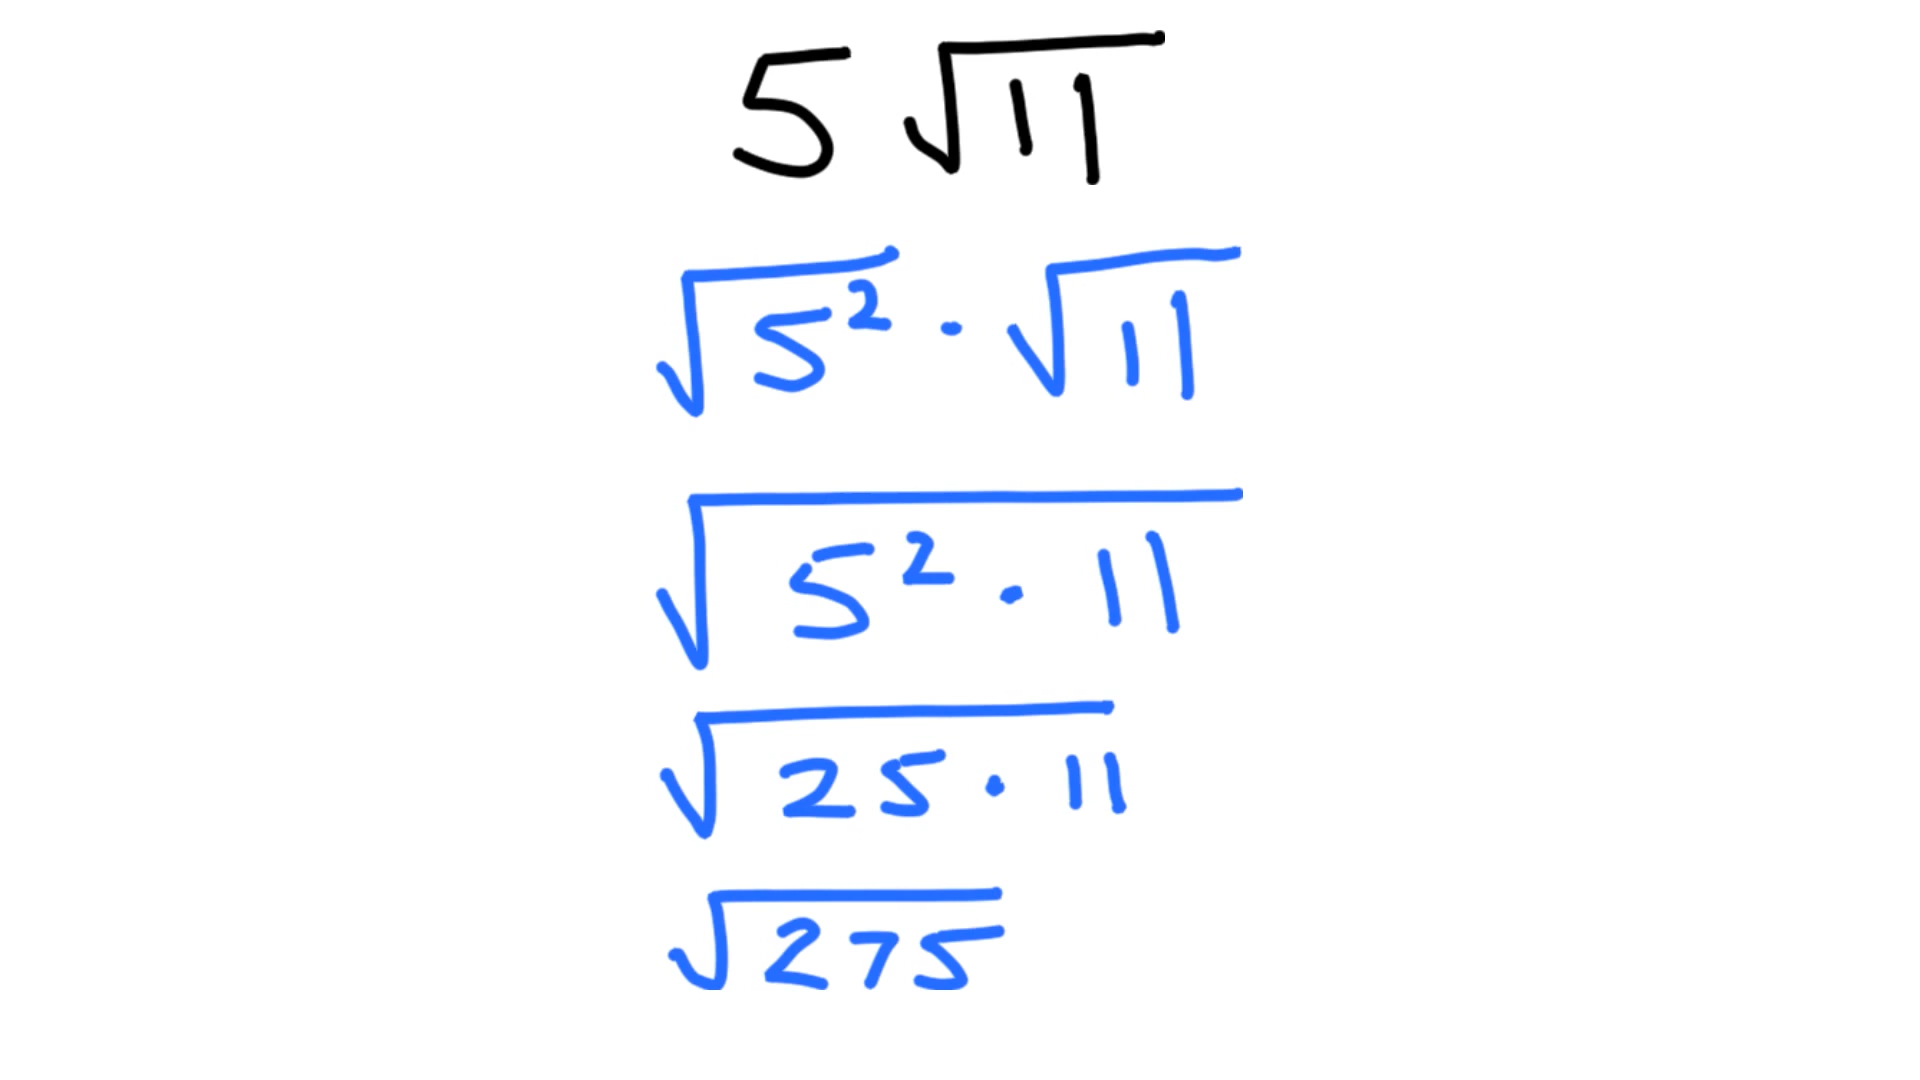 5 √11
√5² · √11
√5² · 11
√25 · 11
√275